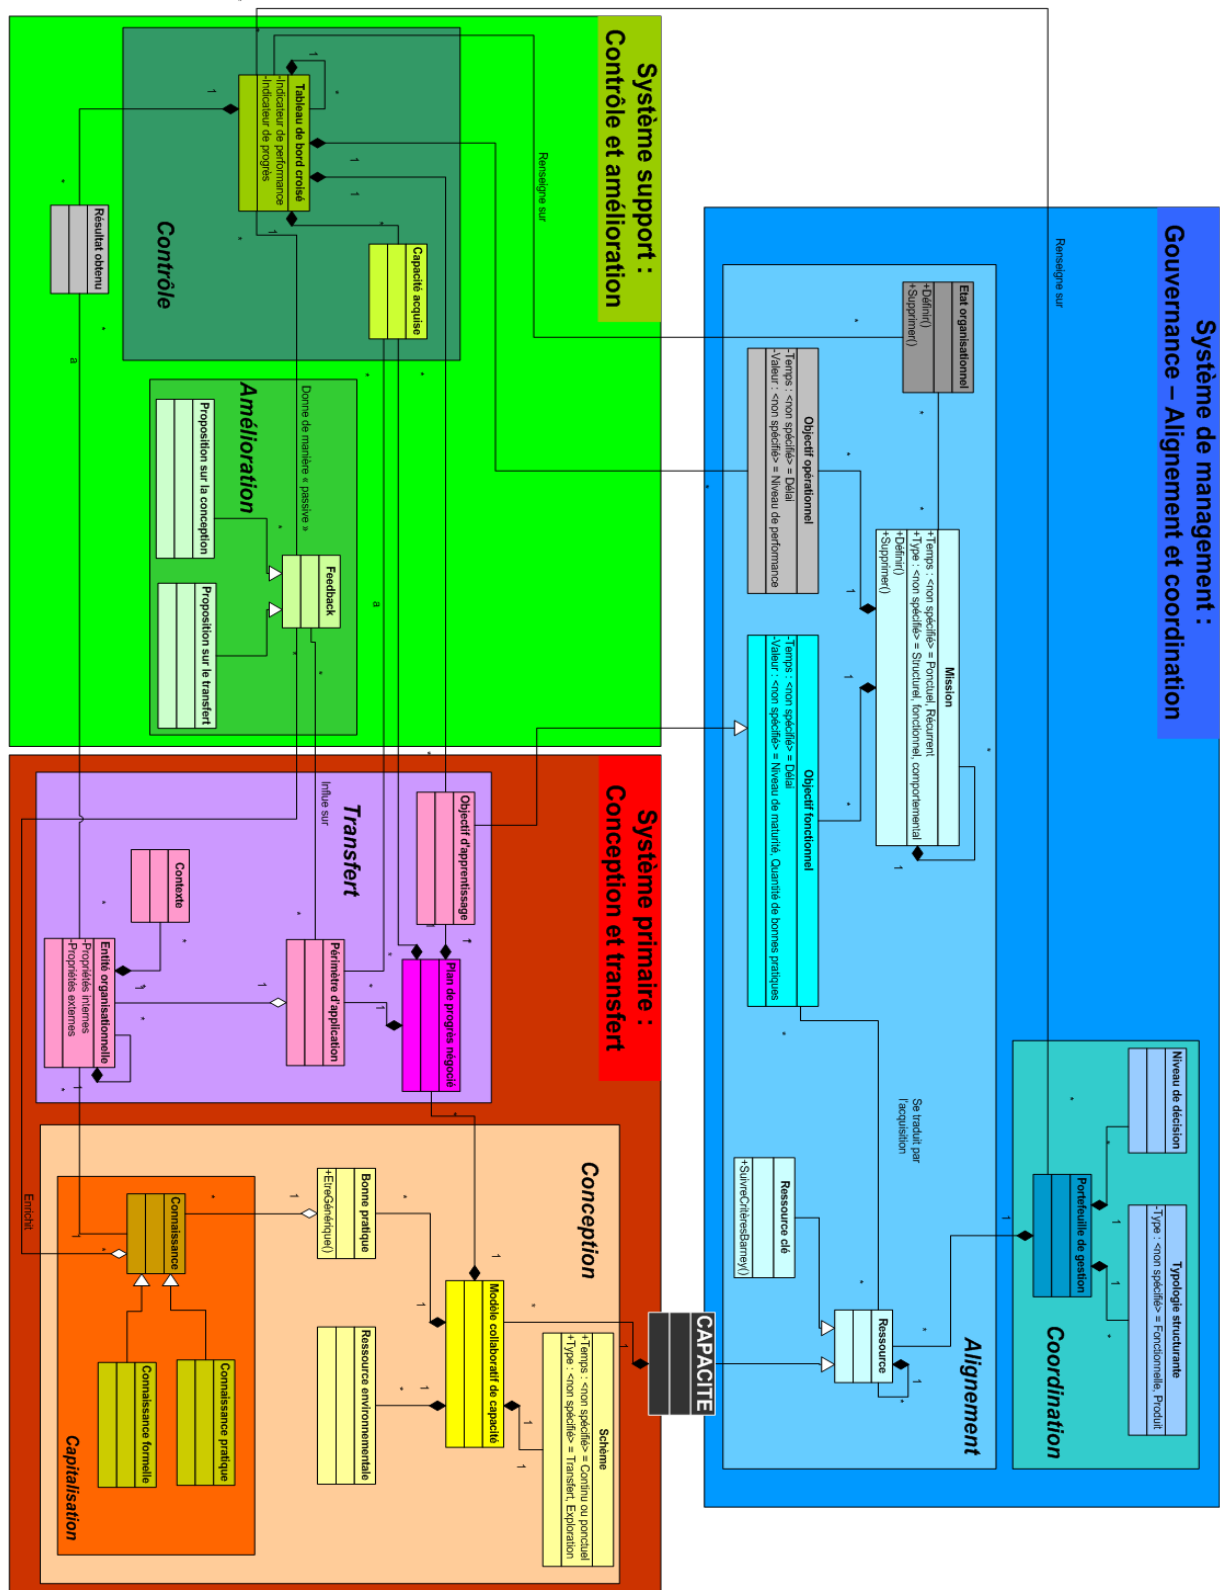 Système de management :
Gouvernance – Alignement et coordination
Niveau de décision
Typologie structurante
-Type : <non spécifié> = Fonctionnelle, Produit
Portefeuille de gestion
Coordination
Renseigne sur
Etat organisationnel
+Définir()
+Supprimer()
Mission
+Temps : <non spécifié> = Ponctuel, Récurrent
+Type : <non spécifié> = Structurel, fonctionnel, comportemental
+Définir()
+Supprimer()
Objectif opérationnel
-Temps : <non spécifié> = Délai
-Valeur : <non spécifié> = Niveau de performance
Objectif fonctionnel
-Temps : <non spécifié> = Délai
-Valeur : <non spécifié> = Niveau de maturité, Quantité de bonnes pratiques
Se traduit par
l'acquisition
Ressource clé
+SuivreCritèresBarney()
Ressource
Alignement
CAPACITE
Système support :
Contrôle et amélioration
Renseigne sur
Tableau de bord croisé
-Indicateur de performance
-Indicateur de progrès
Capacité acquise
Contrôle
Résultat obtenu
a
Amélioration
Donne de manière « passive »
Proposition sur la conception
Feedback
Proposition sur le transfert
a
Système primaire :
Conception et transfert
Objectif d'apprentissage
Plan de progrès négocié
Transfert
Influe sur
Périmètre d'application
Contexte
Entité organisationnelle
-Propriétés internes
-Propriétés externes
Enrichit
Conception
Schème
+Temps : <non spécifié> = Continu ou ponctuel
+Type : <non spécifié> = Transfert, Exploration
Modèle collaboratif de capacité
Bonne pratique
+EtreGénérique()
Ressource environnementale
Connaissance
Connaissance pratique
Connaissance formelle
Capitalisation